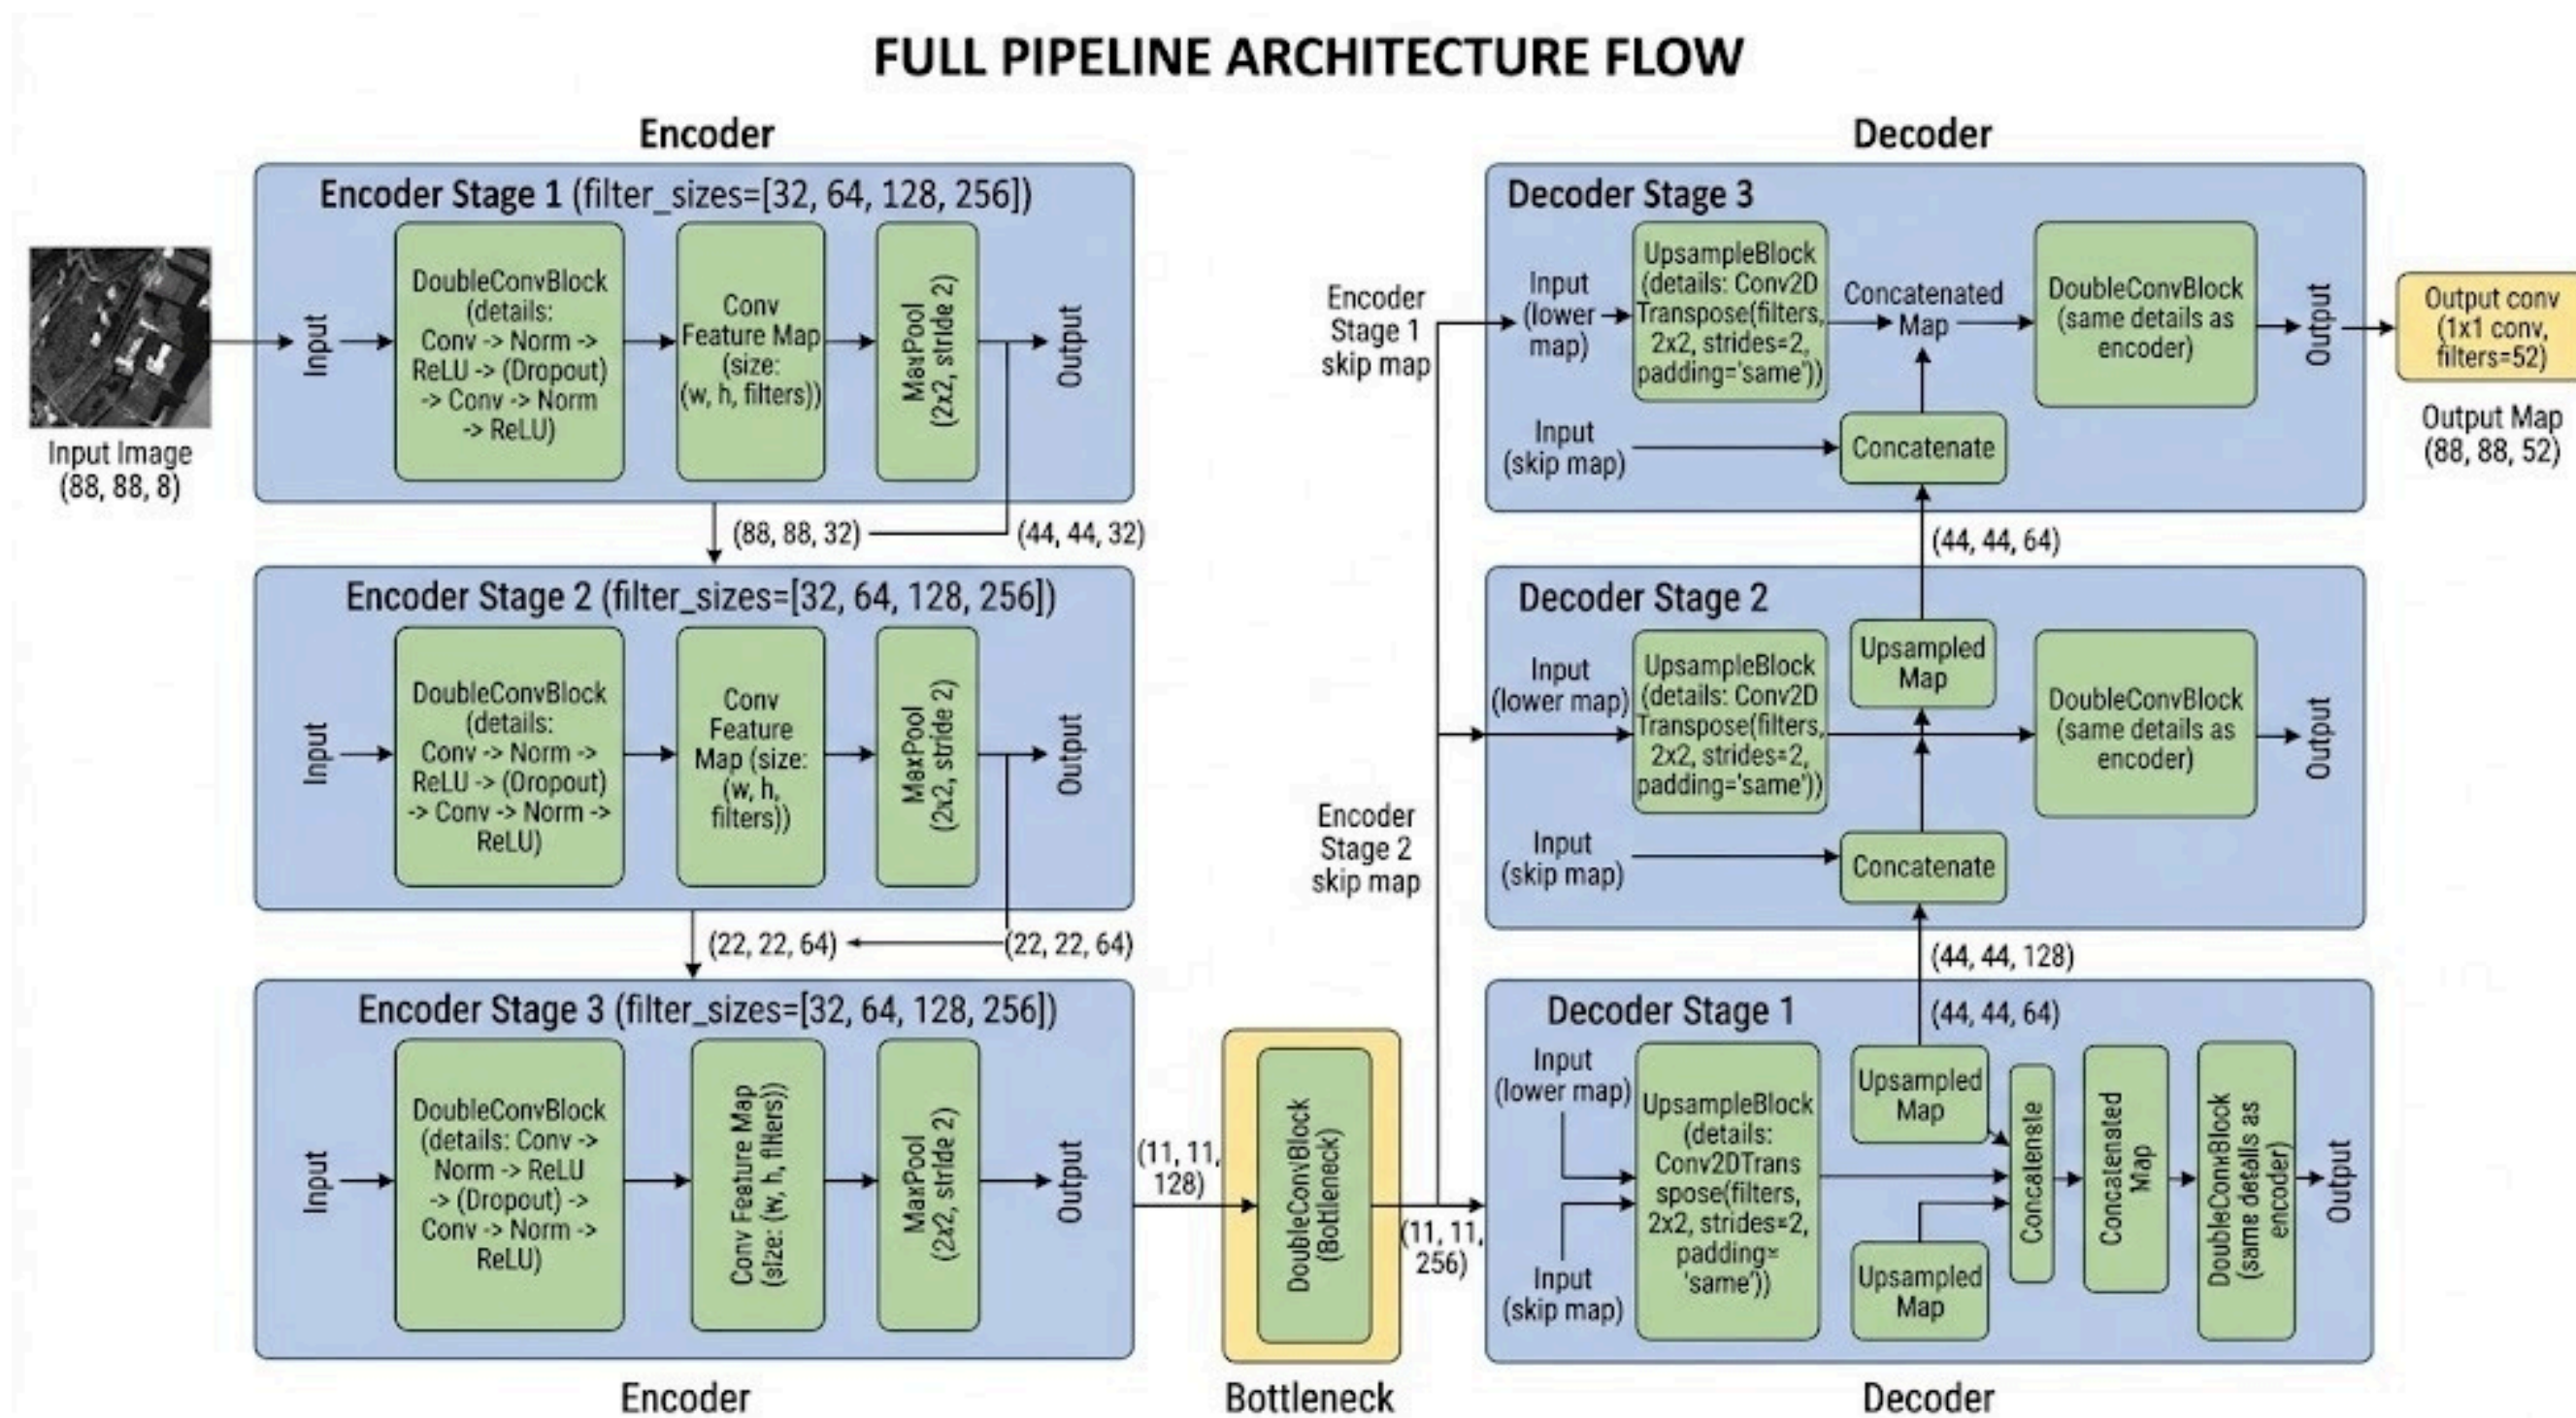 FULL PIPELINE ARCHITECTURE FLOW
Encoder
Encoder Stage 1 (filter_sizes=[32, 64, 128, 256])
Input Image
(88, 88, 8)
Input
DoubleConvBlock
(details:
Conv -> Norm ->
ReLU -> (Dropout)
-> Conv -> Norm
-> ReLU)
Conv
Feature Map
(size:
(w, h, filters))
MaxPool
(2x2, stride 2)
Output
(88, 88, 32)
(44, 44, 32)
Encoder Stage 2 (filter_sizes=[32, 64, 128, 256])
Input
DoubleConvBlock
(details:
Conv -> Norm ->
ReLU -> (Dropout)
-> Conv -> Norm ->
ReLU)
Conv
Feature
Map (size:
(w, h,
filters))
MaxPool
(2x2, stride 2)
Output
(22, 22, 64)
(22, 22, 64)
Encoder Stage 3 (filter_sizes=[32, 64, 128, 256])
Input
DoubleConvBlock
(details: Conv ->
Norm -> ReLU
-> (Dropout) ->
Conv -> Norm ->
ReLU)
Conv Feature Map
(size: (w, h, filters))
MaxPool
(2x2, stride 2)
Output
Encoder
(11, 11,
128)
DoubleConvBlock
(Bottleneck)
Bottleneck
(11, 11,
256)
Encoder
Stage 1
skip map
Encoder
Stage 2
skip map
Decoder
Decoder Stage 3
Input
(lower
map)
UpsampleBlock
(details: Conv2D
Transpose(filters,
2x2, strides=2,
padding='same'))
Concatenated
Map
DoubleConvBlock
(same details as
encoder)
Output
Input
(skip map)
Concatenate
Output conv
(1x1 conv,
filters=52)
Output Map
(88, 88, 52)
(44, 44, 64)
Decoder Stage 2
Input
(lower map)
UpsampleBlock
(details: Conv2D
Transpose(filters,
2x2, strides=2,
padding='same'))
Upsampled
Map
DoubleConvBlock
(same details as
encoder)
Output
Input
(skip map)
Concatenate
(44, 44, 128)
Decoder Stage 1
(44, 44, 64)
Input
(lower map)
Input
(skip map)
UpsampleBlock
(details:
Conv2DTrans
spose(filters,
2x2, strides=2,
padding=
'same'))
Upsampled
Map
Upsampled
Map
Concatenste
Concatenated
Map
DoubleConxBlock
(same details as
encoder)
Output
Decoder